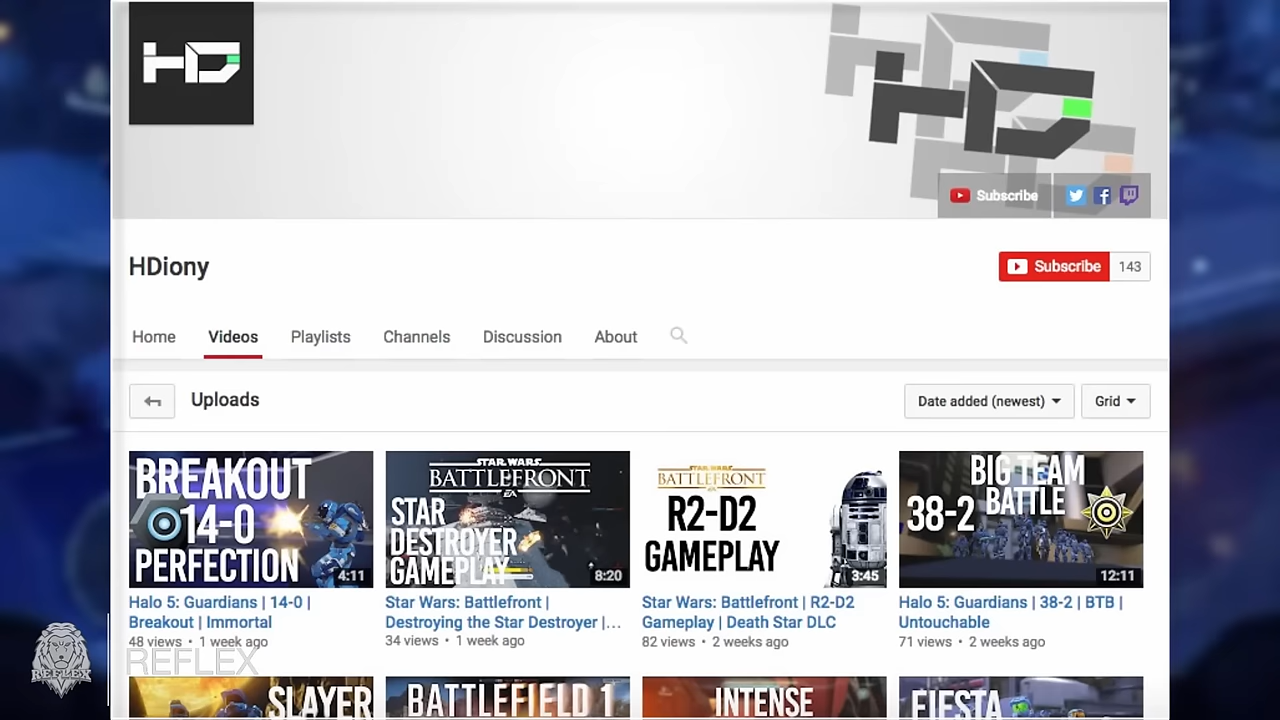 HD
Subscribe
HDiony
Subscribe 143
Home Videos Playlists Channels Discussion About
Uploads
Date added (newest) Grid
BREAKOUT
14-0
PERFECTION
4:11
Halo 5: Guardians | 14-0 |
Breakout | Immortal
48 views • 1 week ago
STAR WARS
BATTLEFRONT
EA
STAR
DESTROYER
GAMEPLAY
8:20
Star Wars: Battlefront |
Destroying the Star Destroyer |...
34 views • 1 week ago
STAR WARS
BATTLEFRONT
EA
R2-D2
GAMEPLAY
3:45
Star Wars: Battlefront | R2-D2
Gameplay | Death Star DLC
82 views • 2 weeks ago
BIG TEAM
BATTLE
38-2
12:11
Halo 5: Guardians | 38-2 | BTB |
Untouchable
71 views • 2 weeks ago
REFLEX
REFLEX
SLAYER
BATTLEFIELD 1
INTENSE
FIESTA